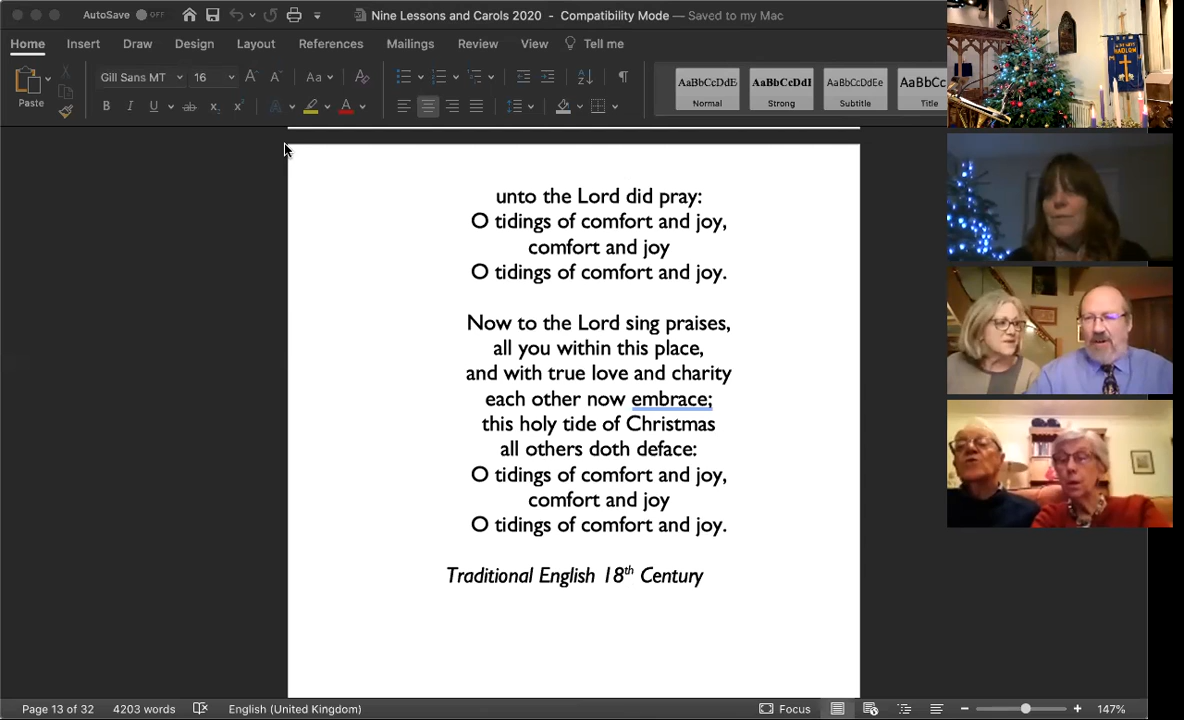 AutoSave OFF Nine Lessons and Carols 2020 - Compatibility Mode — Saved to my Mac
Home Insert Draw Design Layout References Mailings Review View Tell me
Paste Gill Sans MT 16
AaBbCcDdE AaBbCcDdI AaBbCcDdEe AaBbCcD
Normal Strong Subtitle Title
unto the Lord did pray:
O tidings of comfort and joy,
comfort and joy
O tidings of comfort and joy.
Now to the Lord sing praises,
all you within this place,
and with true love and charity
each other now embrace;
this holy tide of Christmas
all others doth deface:
O tidings of comfort and joy,
comfort and joy
O tidings of comfort and joy.
Traditional English 18th Century
Page 13 of 32 4203 words English (United Kingdom) Focus 147%